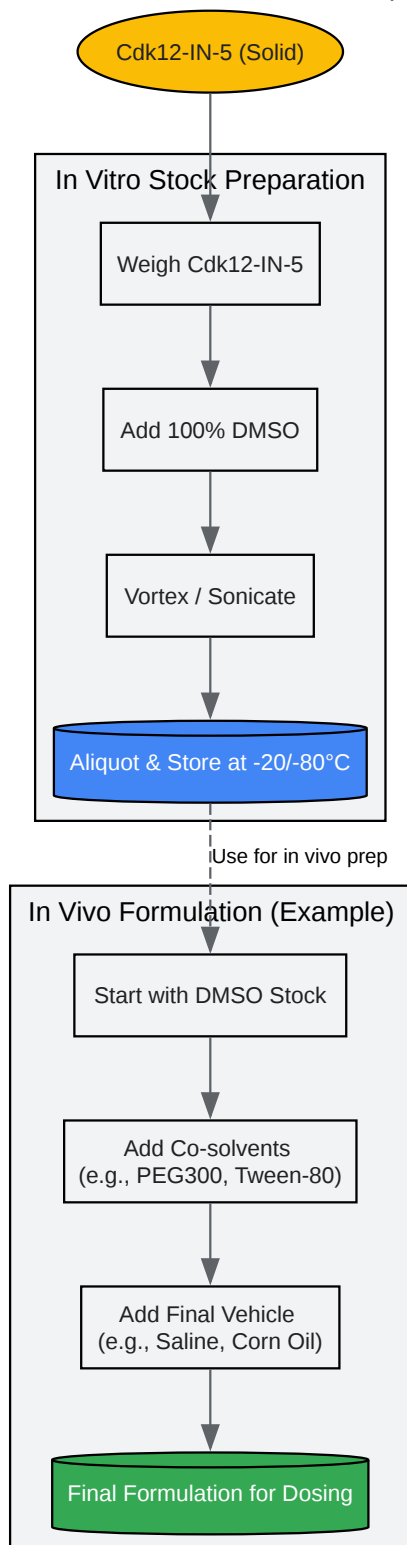 Cdk12-IN-5 (Solid)
In Vitro Stock Preparation
Weigh Cdk12-IN-5
Add 100% DMSO
Vortex / Sonicate
Aliquot & Store at -20/-80°C
Use for in vivo prep
In Vivo Formulation (Example)
Start with DMSO Stock
Add Co-solvents
(e.g., PEG300, Tween-80)
Add Final Vehicle
(e.g., Saline, Corn Oil)
Final Formulation for Dosing